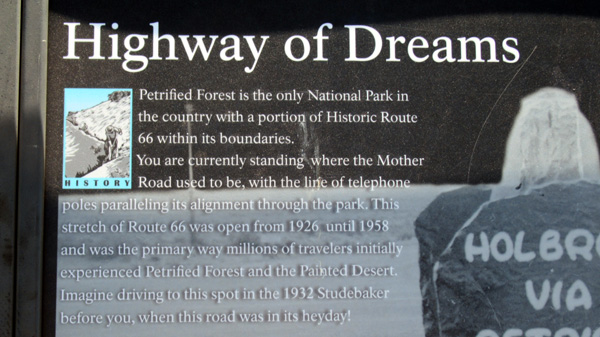 Highway of Dreams
Petrified Forest is the only National Park in
the country with a portion of Historic Route
66 within its boundaries.
You are currently standing where the Mother
Road used to be, with the line of telephone
poles paralleling its alignment through the park. This
stretch of Route 66 was open from 1926 until 1958
and was the primary way millions of travelers initially
experienced Petrified Forest and the Painted Desert.
Imagine driving to this spot in the 1932 Studebaker
before you, when this road was in its heyday!
HISTORY
HOLBR
VIA